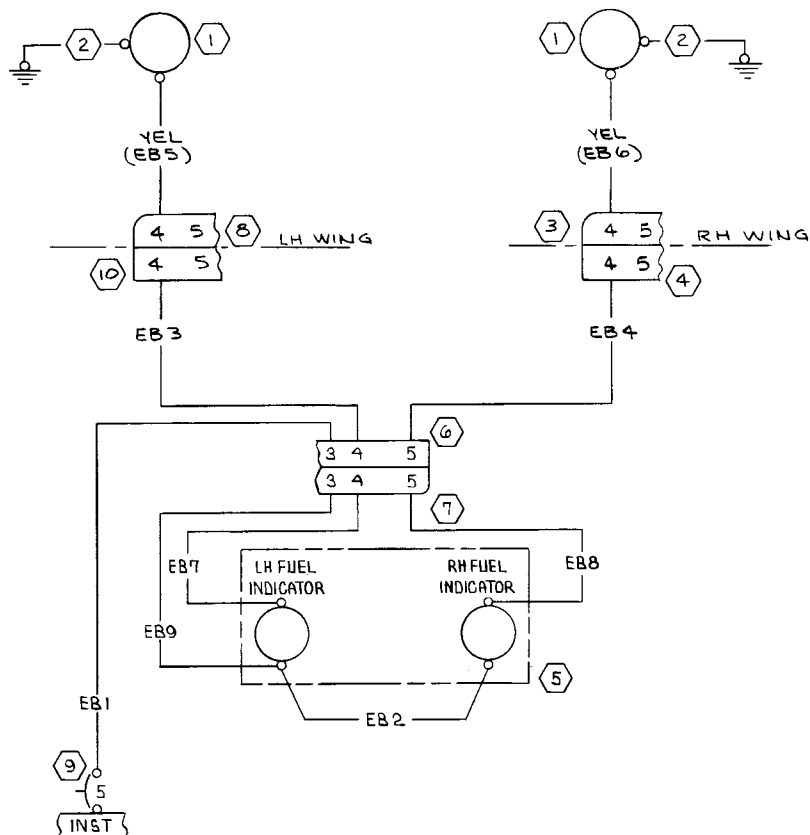 2 1
1 2
YEL
(EB5)
YEL
(EB6)
4 5 8 LH WING
10 4 5
3 4 5 RH WING
4 5 4
EB3
EB4
3 4 5 6
3 4 5 7
EB7
LH FUEL
INDICATOR
RH FUEL
INDICATOR
EB8
EB9
5
EB1
EB2
9
5
INST